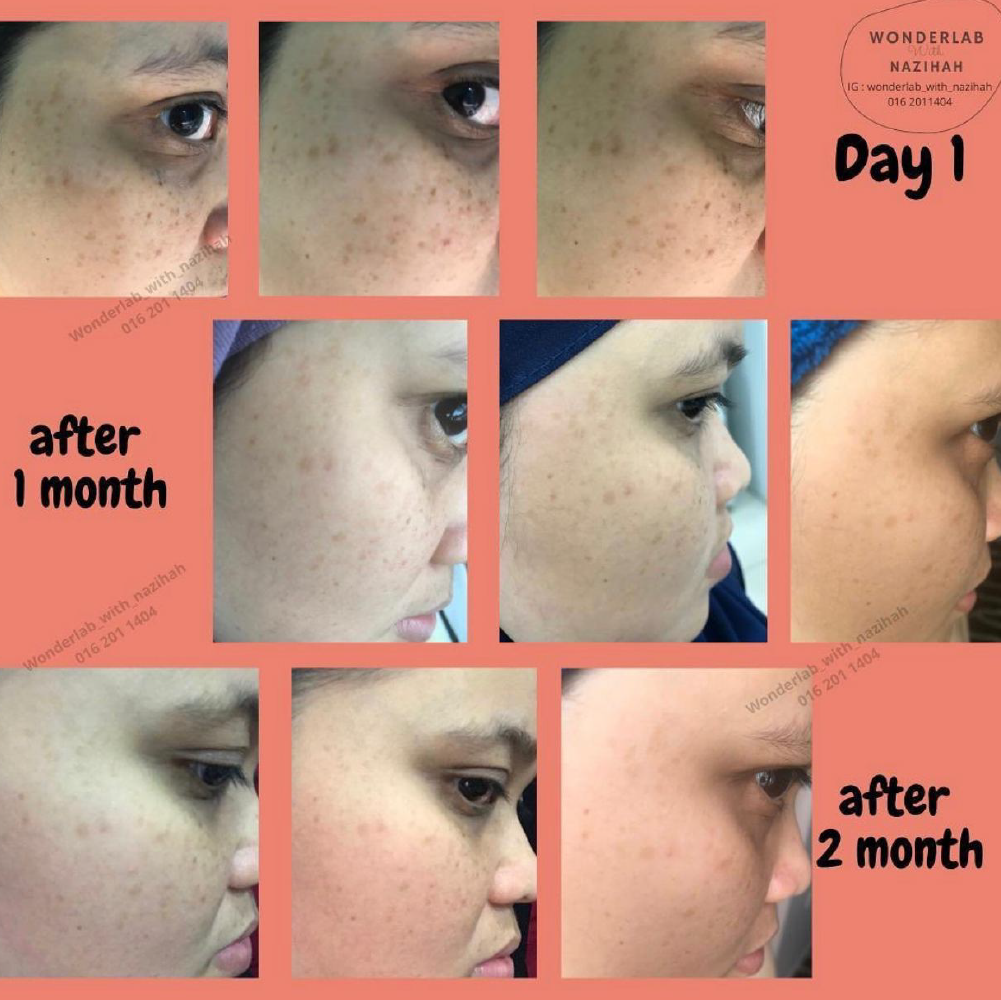 WONDERLAB
With
NAZIHAH
IG : wonderlab_with_nazihah
016 2011404
Day 1
Wonderlab_with_nazihah
016 201 1404
after
1 month
Wonderlab_with_nazihah
016 201 1404
Wonderlab_with_nazihah
016 201 1404
after
2 month